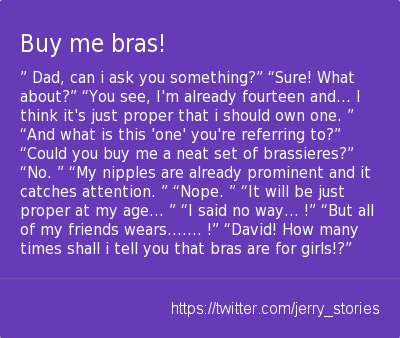 Buy me bras!
” Dad, can i ask you something?” “Sure! What
about?” “You see, I'm already fourteen and... I
think it's just proper that i should own one. ”
“And what is this 'one' you're referring to?”
“Could you buy me a neat set of brassieres?”
“No. ” “My nipples are already prominent and it
catches attention. ” “Nope. ” “It will be just
proper at my age... ” “I said no way... !” “But all
of my friends wears....... !” “David! How many
times shall i tell you that bras are for girls!?”
https://twitter.com/jerry_stories